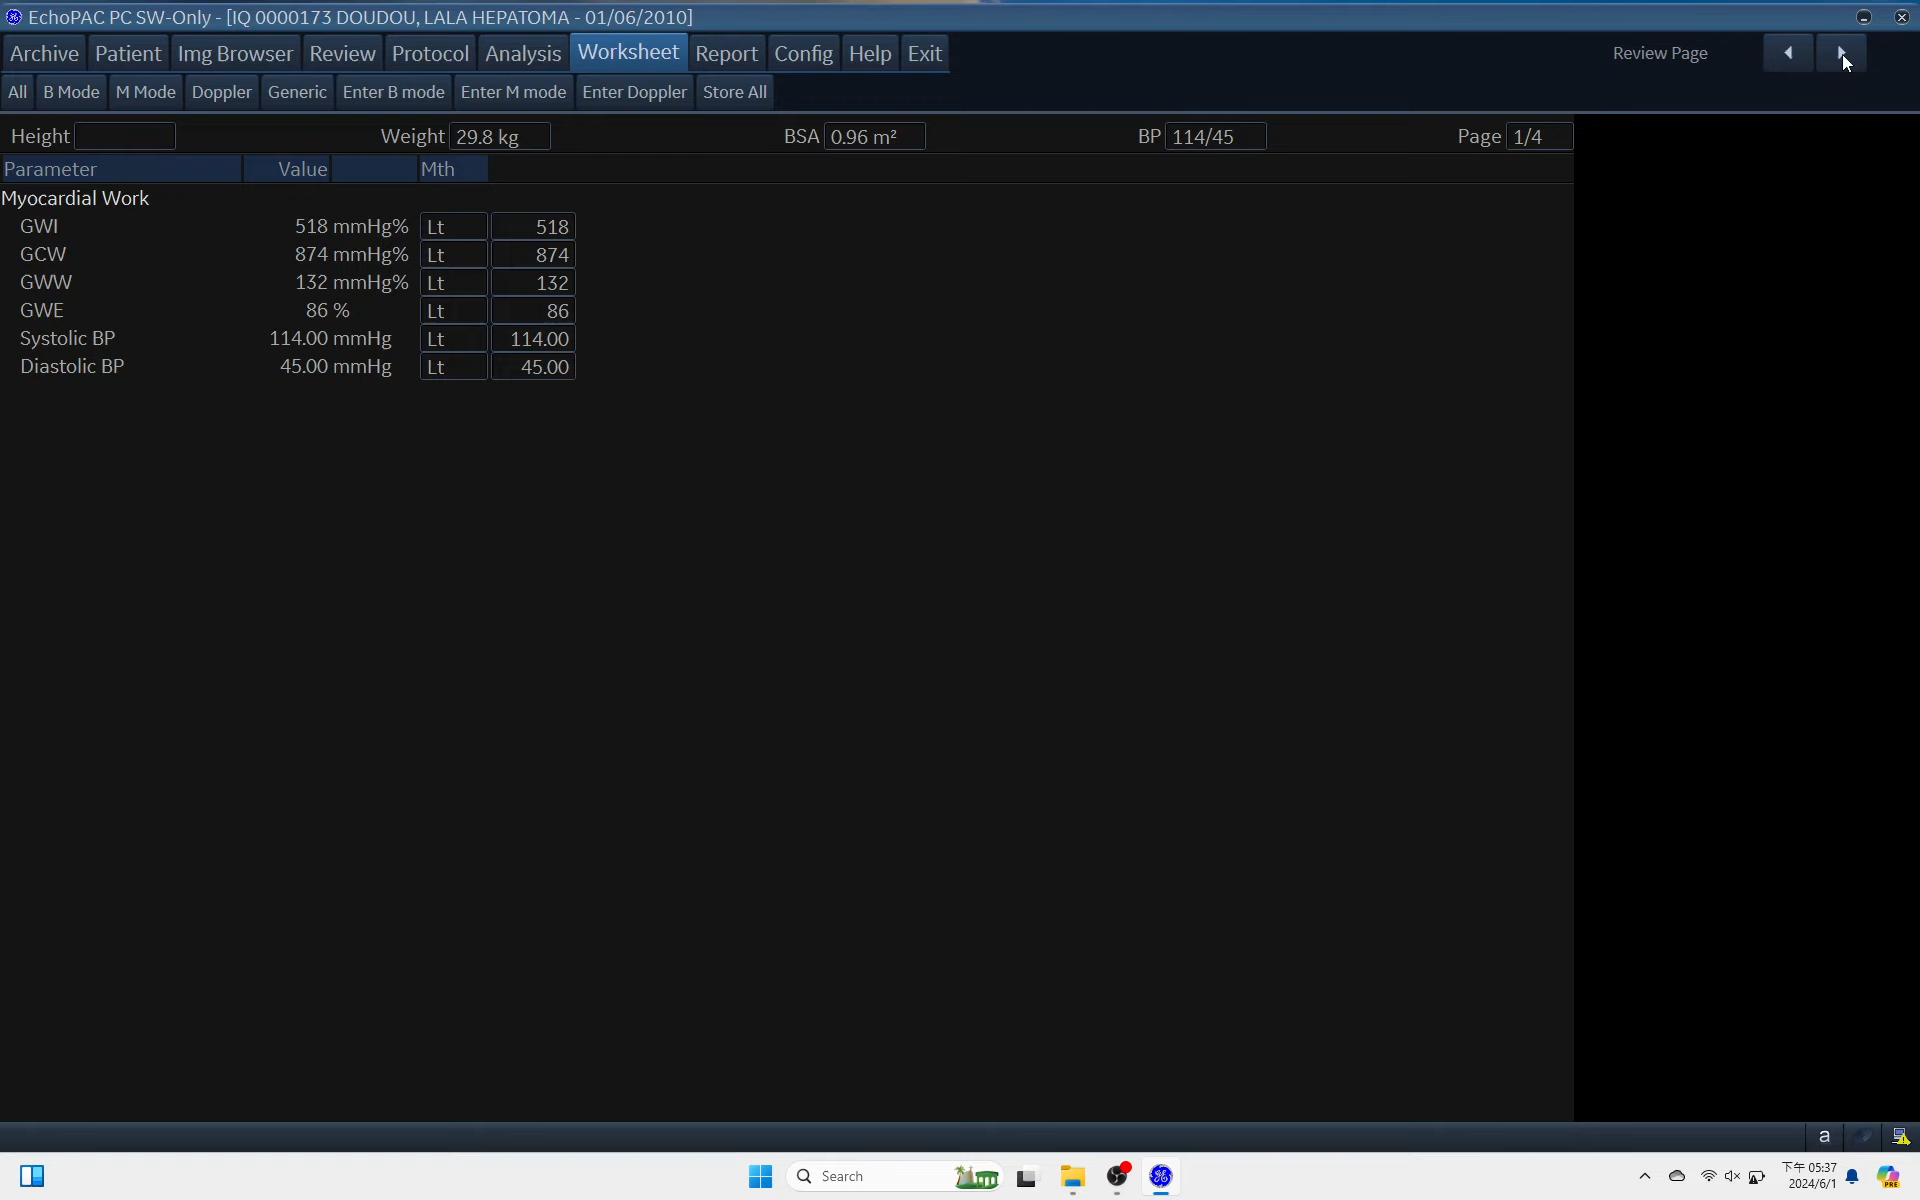 EchoPAC PC SW-Only - [IQ 0000173 DOUDOU, LALA HEPATOMA - 01/06/2010]
Archive Patient Img Browser Review Protocol Analysis Worksheet Report Config Help Exit Review Page
All B Mode M Mode Doppler Generic Enter B mode Enter M mode Enter Doppler Store All
Height Weight 29.8 kg BSA 0.96 m² BP 114/45 Page 1/4
Parameter Value Mth
Myocardial Work
GWI 518 mmHg% Lt 518
GCW 874 mmHg% Lt 874
GWW 132 mmHg% Lt 132
GWE 86 % Lt 86
Systolic BP 114.00 mmHg Lt 114.00
Diastolic BP 45.00 mmHg Lt 45.00
a
Search
下午 05:37
2024/6/1
PRE